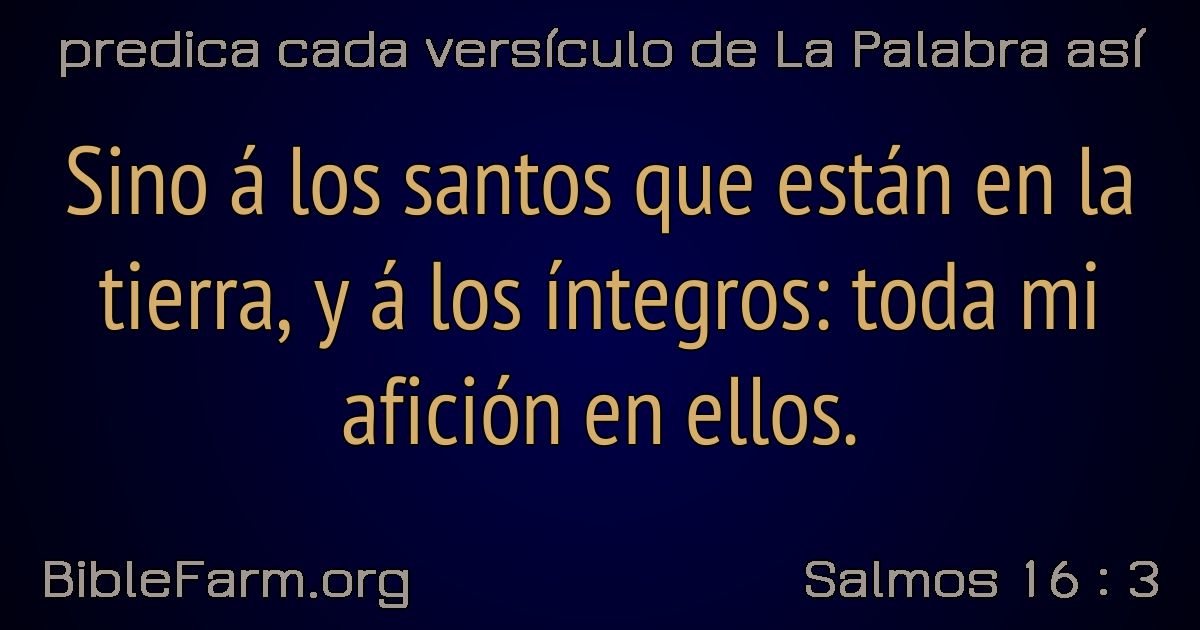 predica cada versículo de La Palabra así
Sino á los santos que están en la
tierra, y á los íntegros: toda mi
afición en ellos.
BibleFarm.org
Salmos 16 : 3